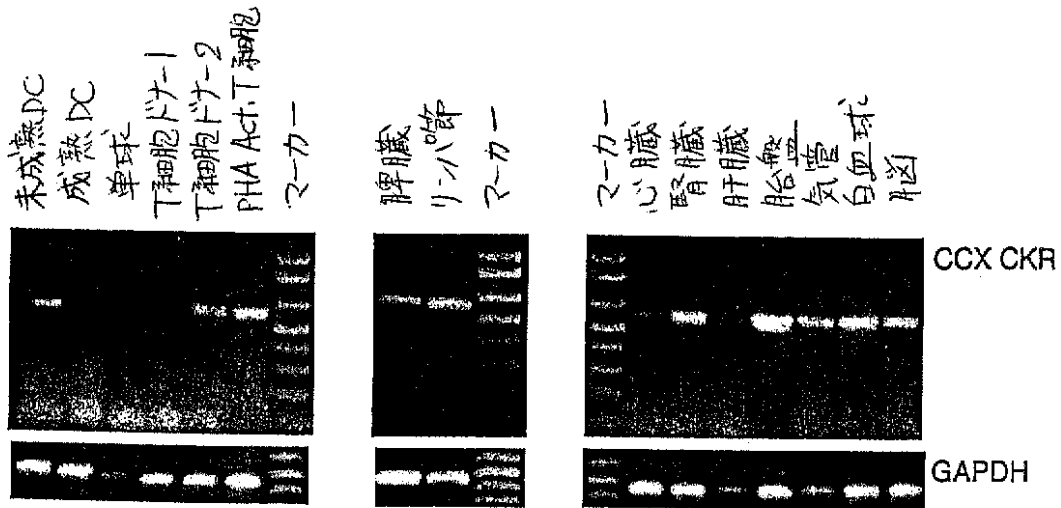 未成熟DC
成熟DC
単球
T細胞ドナー1
T細胞ドナー2
PHA Act. T細胞
マーカー
脾臓
リンパ節
マーカー
マーカー
心臓
腎臓
肝臓
胎盤
気管
白血球
脳
CCX CKR
GAPDH